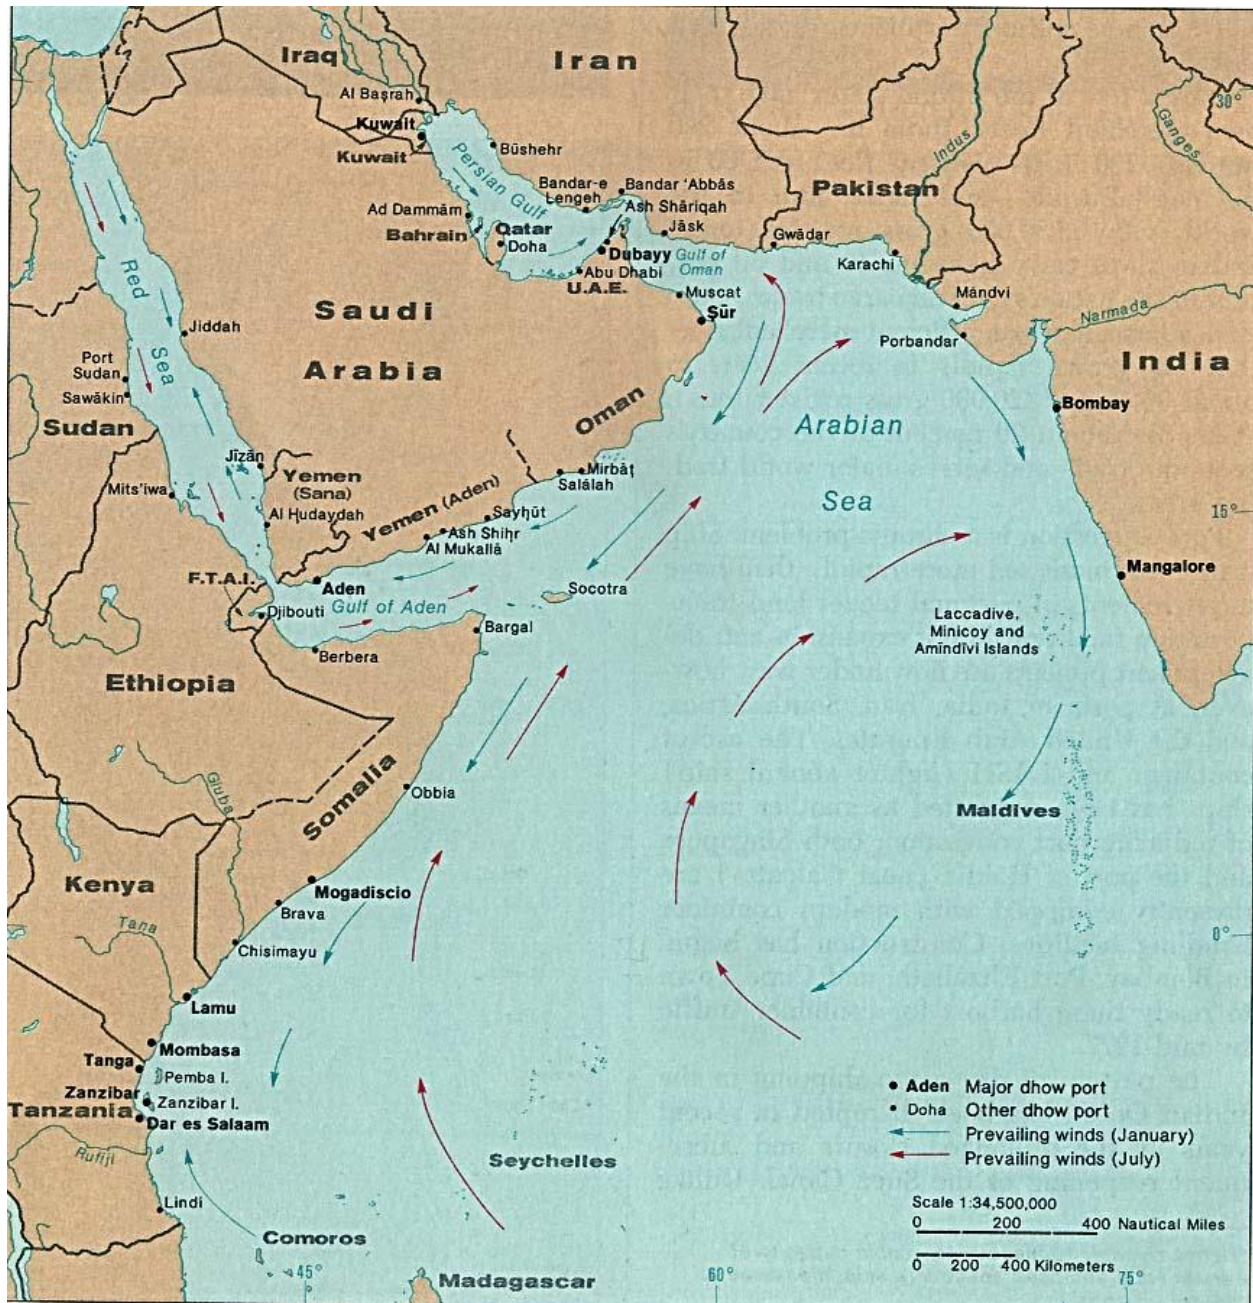 Iraq
Iran
Al Baṣrah
30°
Kuwait
Kuwait
Būshehr
Persian Gulf
Indus
Ganges
Pakistan
Bandar-e
Lengeh
Bandar 'Abbās
Ash Shāriqah
Ad Dammām
Bahrain
Qatar
Doha
Jāsk
Gwādar
Dubayy
Gulf of
Oman
Karachi
Abu Dhabi
U.A.E.
Muscat
Māndvi
Red
Sea
Saudi
Arabia
Ṣūr
Narmada
Jiddah
Porbandar
India
Port
Sudan
Sawākin
Sudan
Oman
Bombay
Arabian
Sea
Jīzān
Yemen
(Sana)
Mirbāṭ
Salālah
Mits'iwa
Yemen (Aden)
Al Ḥudaydah
Sayḥūt
Ash Shiḥr
Al Mukallā
15°
F.T.A.I.
Aden
Socotra
Mangalore
Djibouti
Gulf of Aden
Bargal
Laccadive,
Minicoy and
Amīndīvi Islands
Berbera
Ethiopia
Giuba
Somalia
Obbia
Maldives
Kenya
Mogadiscio
Tana
Brava
Chisimayu
0°
Lamu
Mombasa
Tanga
Pemba I.
Zanzibar
Zanzibar I.
Tanzania
Dar es Salaam
Rufiji
Seychelles
Lindi
Comoros
Madagascar
45°
60°
75°
Aden Major dhow port
Doha Other dhow port
Prevailing winds (January)
Prevailing winds (July)
Scale 1:34,500,000
0 200 400 Nautical Miles
0 200 400 Kilometers